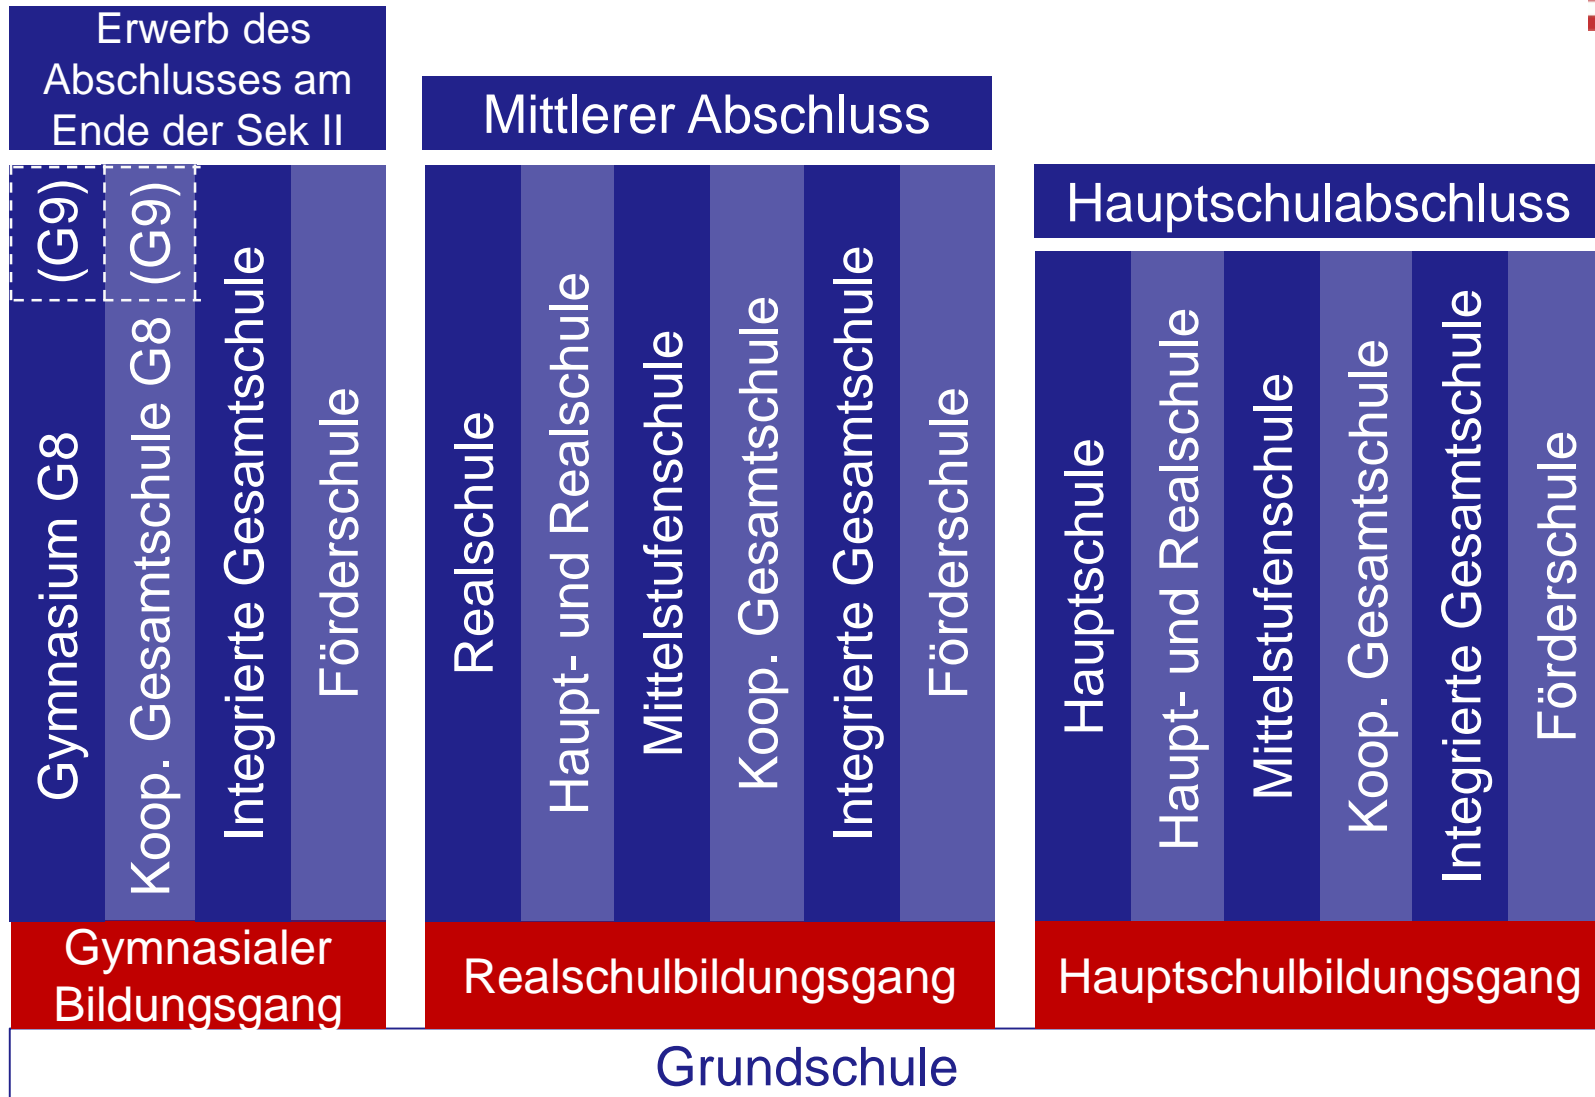 Erwerb des
Abschlusses am
Ende der Sek II
Mittlerer Abschluss
Hauptschulabschluss
Gymnasium G8 (G9)
Koop. Gesamtschule G8 (G9)
Integrierte Gesamtschule
Förderschule
Realschule
Haupt- und Realschule
Mittelstufenschule
Koop. Gesamtschule
Integrierte Gesamtschule
Förderschule
Hauptschule
Haupt- und Realschule
Mittelstufenschule
Koop. Gesamtschule
Integrierte Gesamtschule
Förderschule
Gymnasialer
Bildungsgang
Realschulbildungsgang
Hauptschulbildungsgang
Grundschule